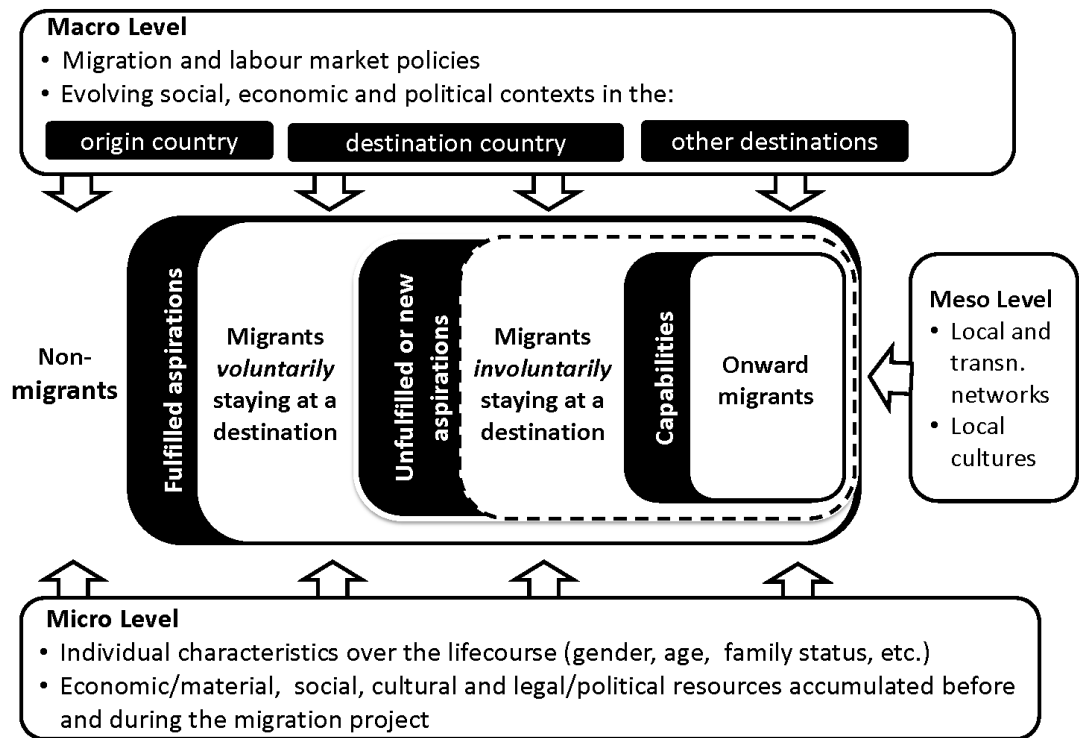 Macro Level
• Migration and labour market policies
• Evolving social, economic and political contexts in the:
origin country
destination country
other destinations
Non-
migrants
Fulfilled aspirations
Migrants
voluntarily
staying at a
destination
Unfulfilled or new
aspirations
Migrants
involuntarily
staying at a
destination
Capabilities
Onward
migrants
Meso Level
• Local and
transn.
networks
• Local
cultures
Micro Level
• Individual characteristics over the lifecourse (gender, age, family status, etc.)
• Economic/material, social, cultural and legal/political resources accumulated before
and during the migration project